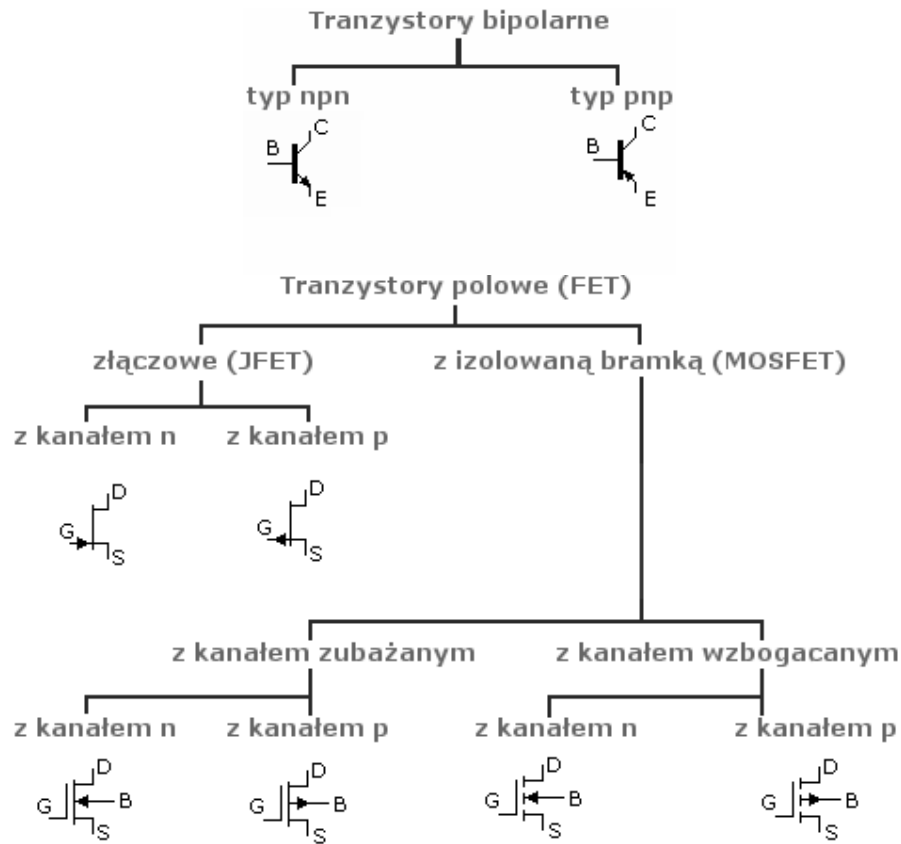 Tranzystory bipolarne
typ npn typ pnp
C C
B B
E E
Tranzystory polowe (FET)
złączowe (JFET) z izolowaną bramką (MOSFET)
z kanałem n z kanałem p
D D
G G
S S
z kanałem zubażanym z kanałem wzbogacanym
z kanałem n z kanałem p z kanałem n z kanałem p
D D D D
G B G B G B G B
S S S S